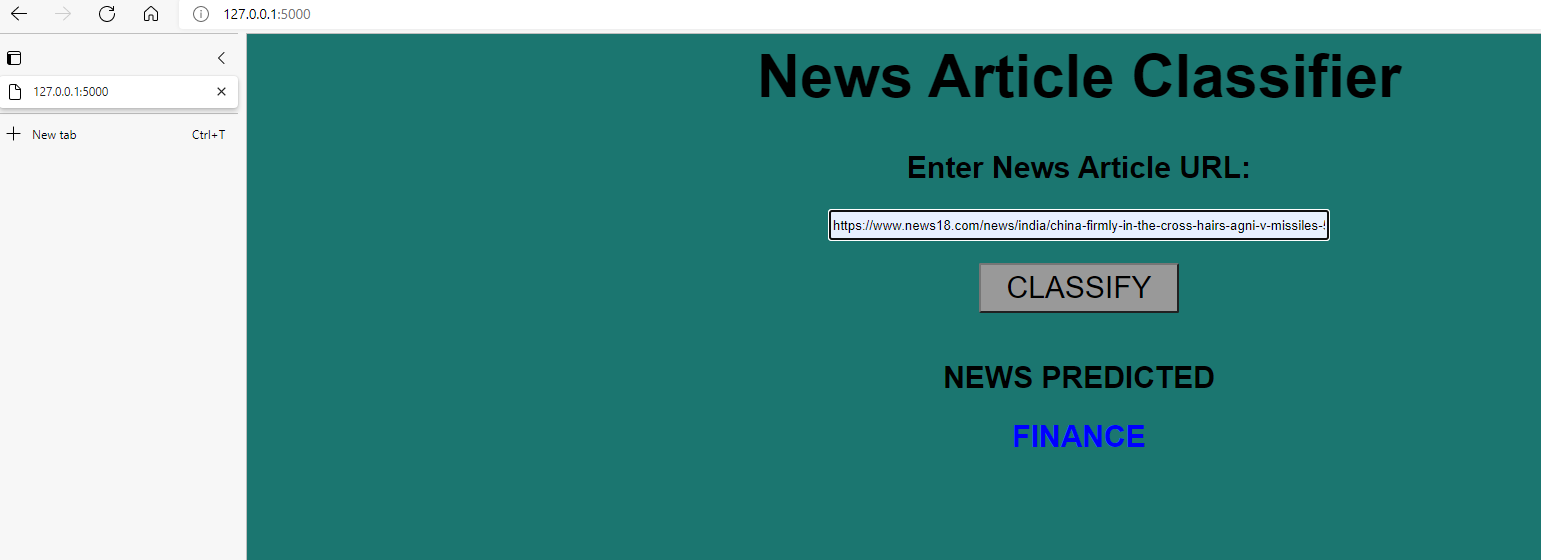 127.0.0.1:5000
127.0.0.1:5000
New tab Ctrl+T
News Article Classifier
Enter News Article URL:
https://www.news18.com/news/india/china-firmly-in-the-cross-hairs-agni-v-missiles-
CLASSIFY
NEWS PREDICTED
FINANCE